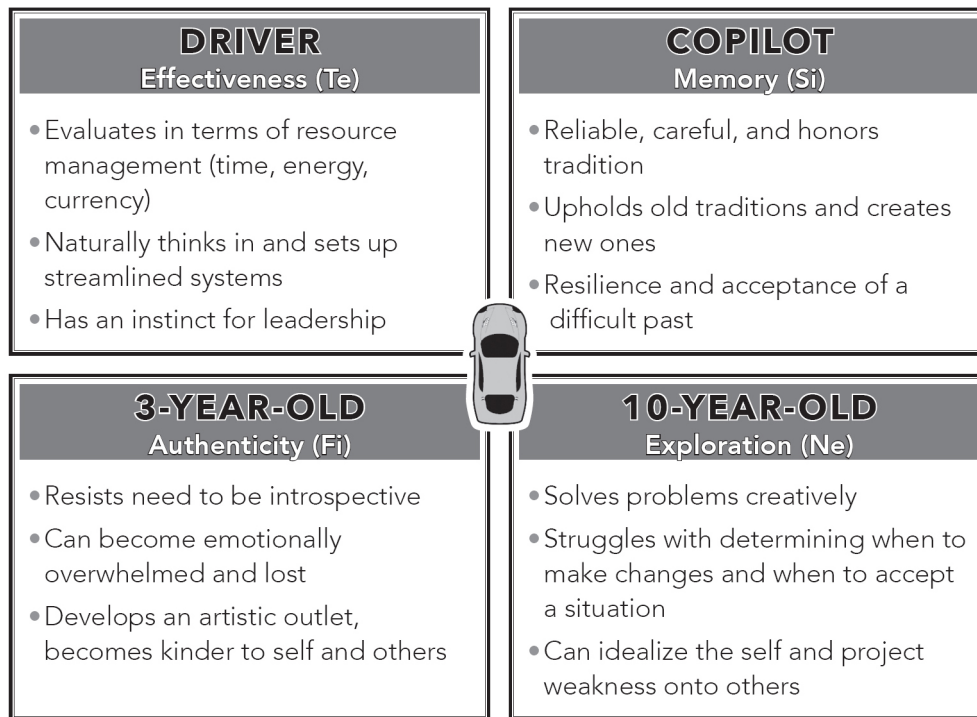 DRIVER
Effectiveness (Te)
• Evaluates in terms of resource
management (time, energy,
currency)
• Naturally thinks in and sets up
streamlined systems
• Has an instinct for leadership
COPILOT
Memory (Si)
• Reliable, careful, and honors
tradition
• Upholds old traditions and creates
new ones
• Resilience and acceptance of a
difficult past
3-YEAR-OLD
Authenticity (Fi)
• Resists need to be introspective
• Can become emotionally
overwhelmed and lost
• Develops an artistic outlet,
becomes kinder to self and others
10-YEAR-OLD
Exploration (Ne)
• Solves problems creatively
• Struggles with determining when to
make changes and when to accept
a situation
• Can idealize the self and project
weakness onto others